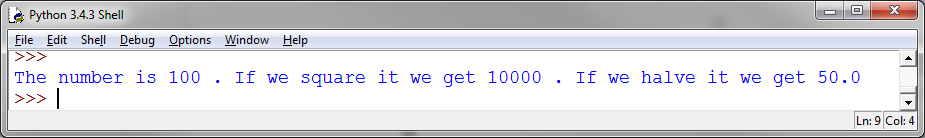 Python 3.4.3 Shell
File Edit Shell Debug Options Window Help
>>>
The number is 100 . If we square it we get 10000 . If we halve it we get 50.0
>>>
Ln: 9 Col: 4